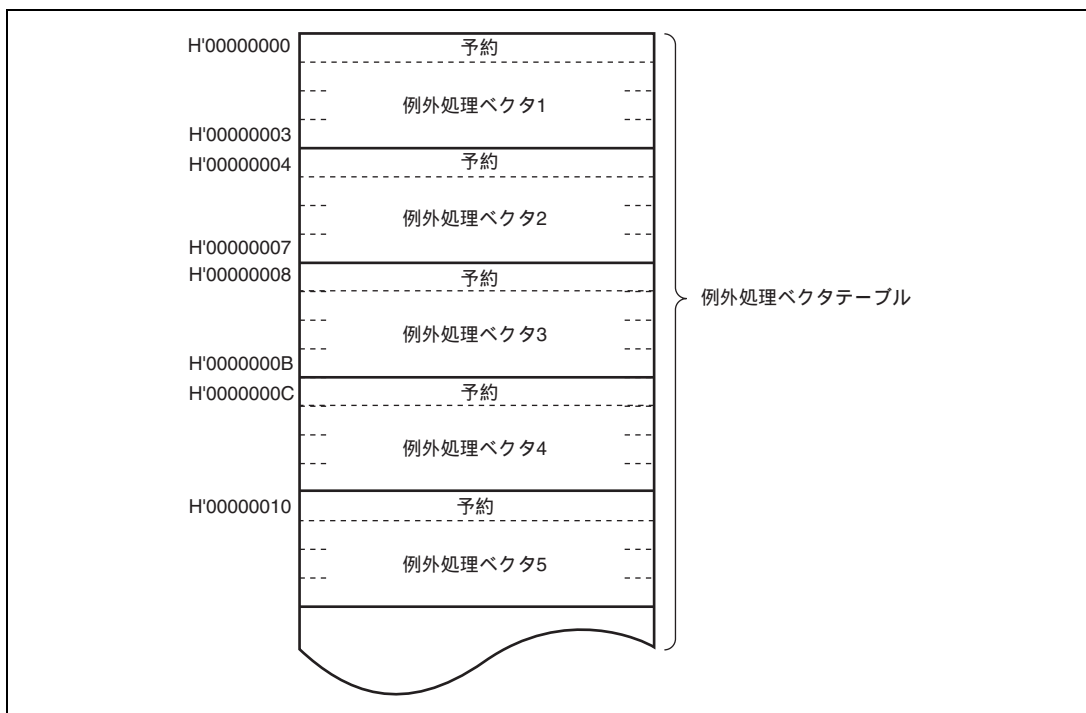 H'00000000
予約
例外処理ベクタ1
H'00000003
H'00000004
予約
例外処理ベクタ2
H'00000007
H'00000008
予約
例外処理ベクタテーブル
例外処理ベクタ3
H'0000000B
H'0000000C
予約
例外処理ベクタ4
H'00000010
予約
例外処理ベクタ5